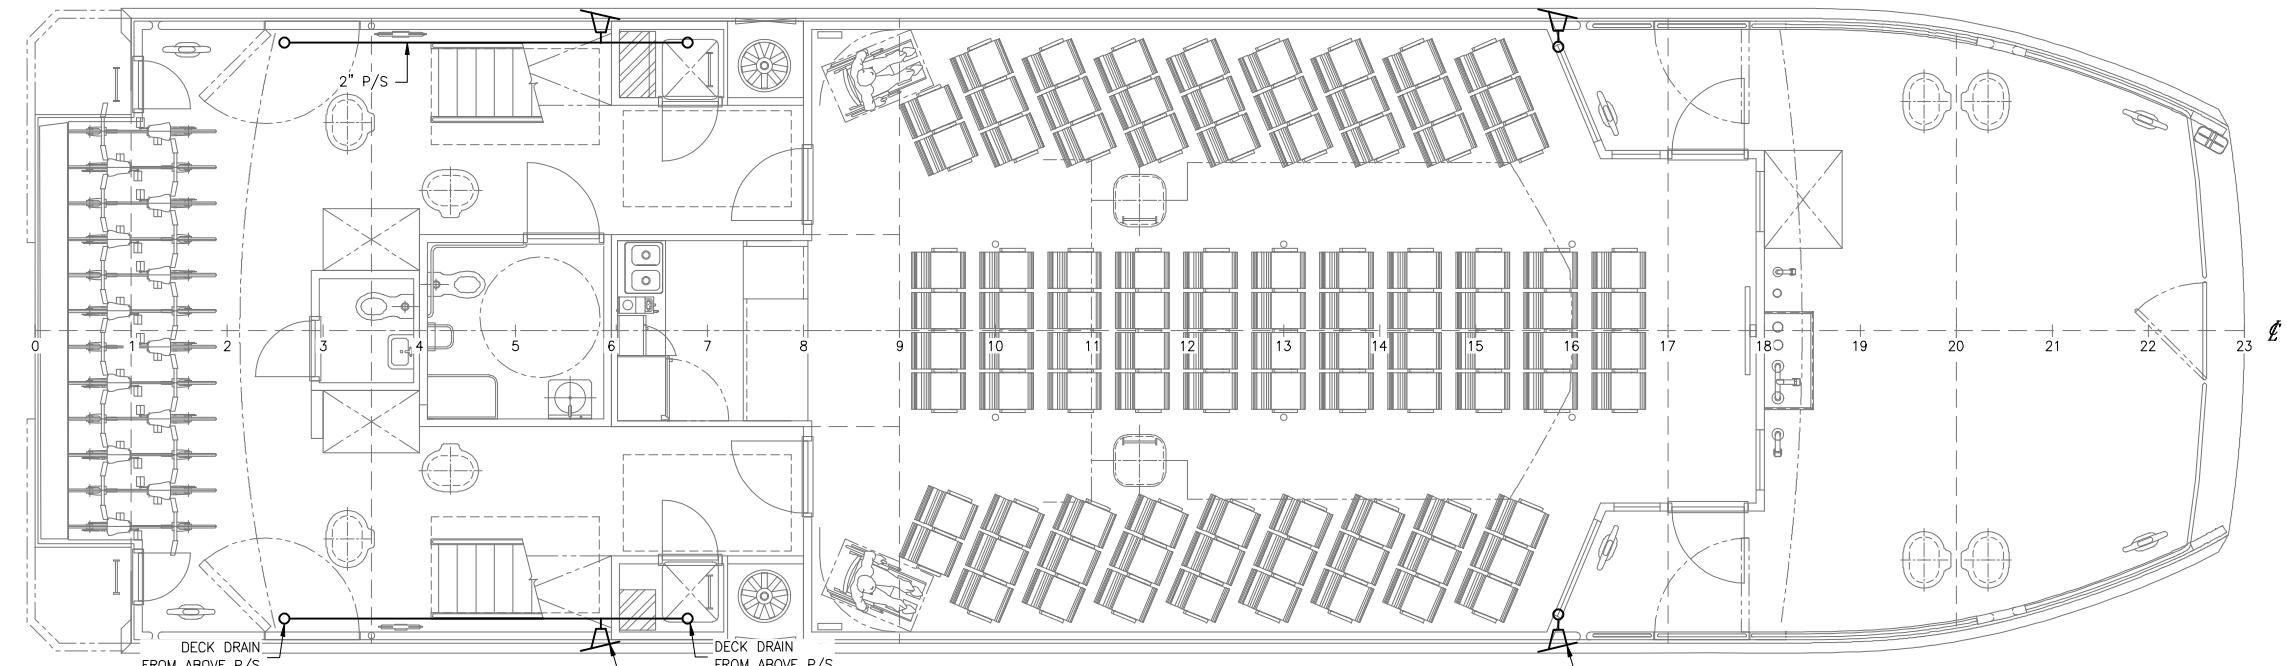 2" P/S
0 1 2 3 4 5 6 7 8 9 10 11 12 13 14 15 16 17 18 19 20 21 22 23 ℄
DECK DRAIN
FROM ABOVE P/S
DECK DRAIN
FROM ABOVE P/S